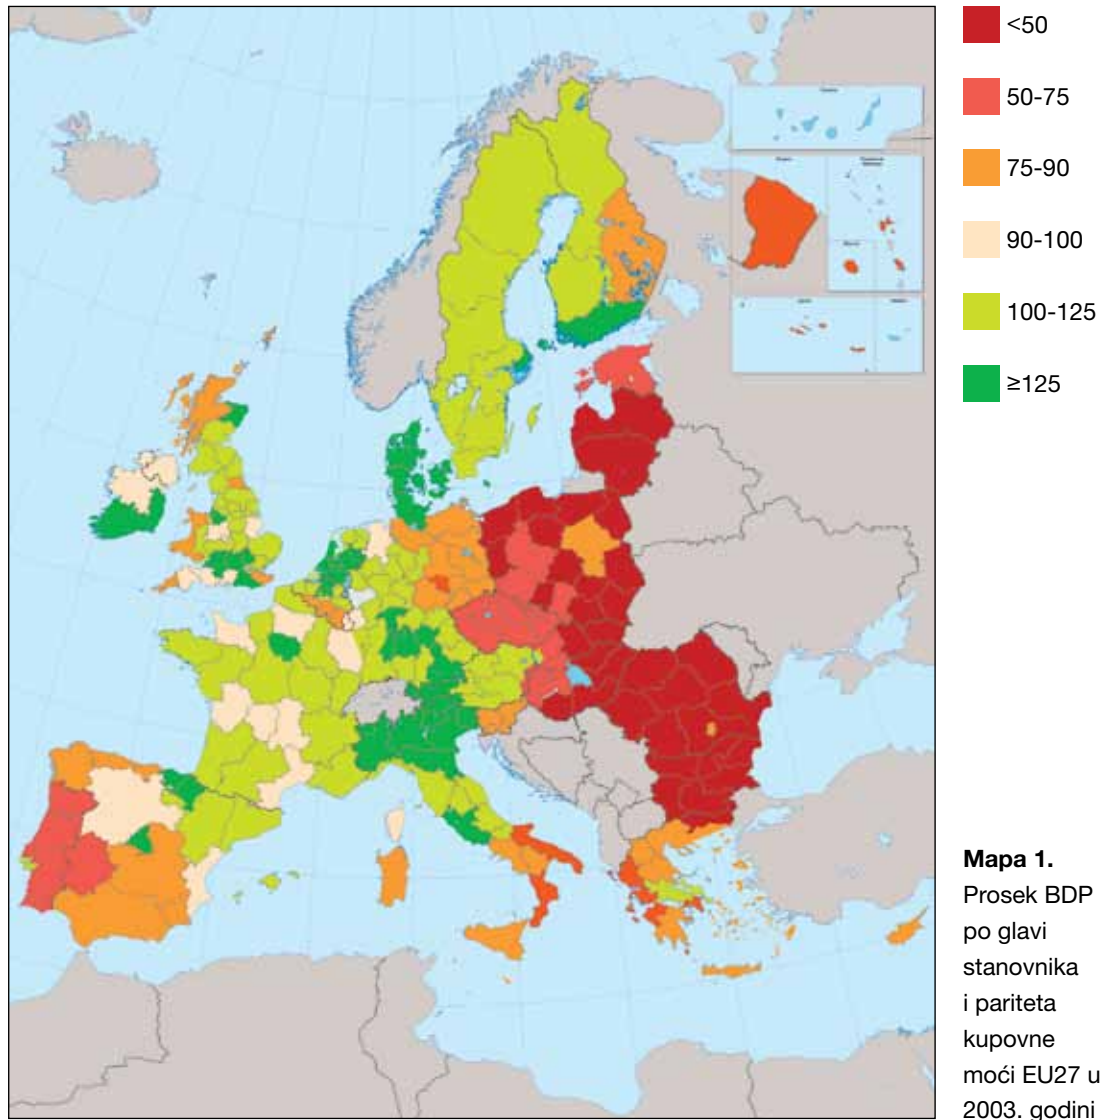 <50
50-75
75-90
90-100
100-125
≥125
Mapa 1.
Prosek BDP
po glavi
stanovnika
i pariteta
kupovne
moći EU27 u
2003. godini